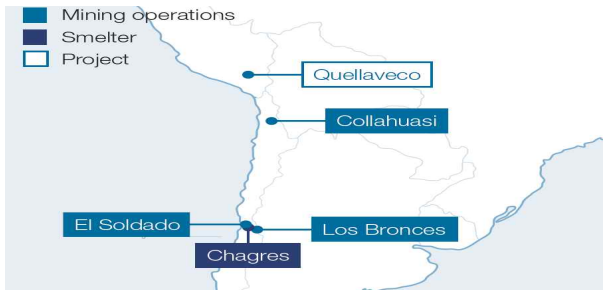 Mining operations
Smelter
Project
Quellaveco
Collahuasi
El Soldado
Los Bronces
Chagres